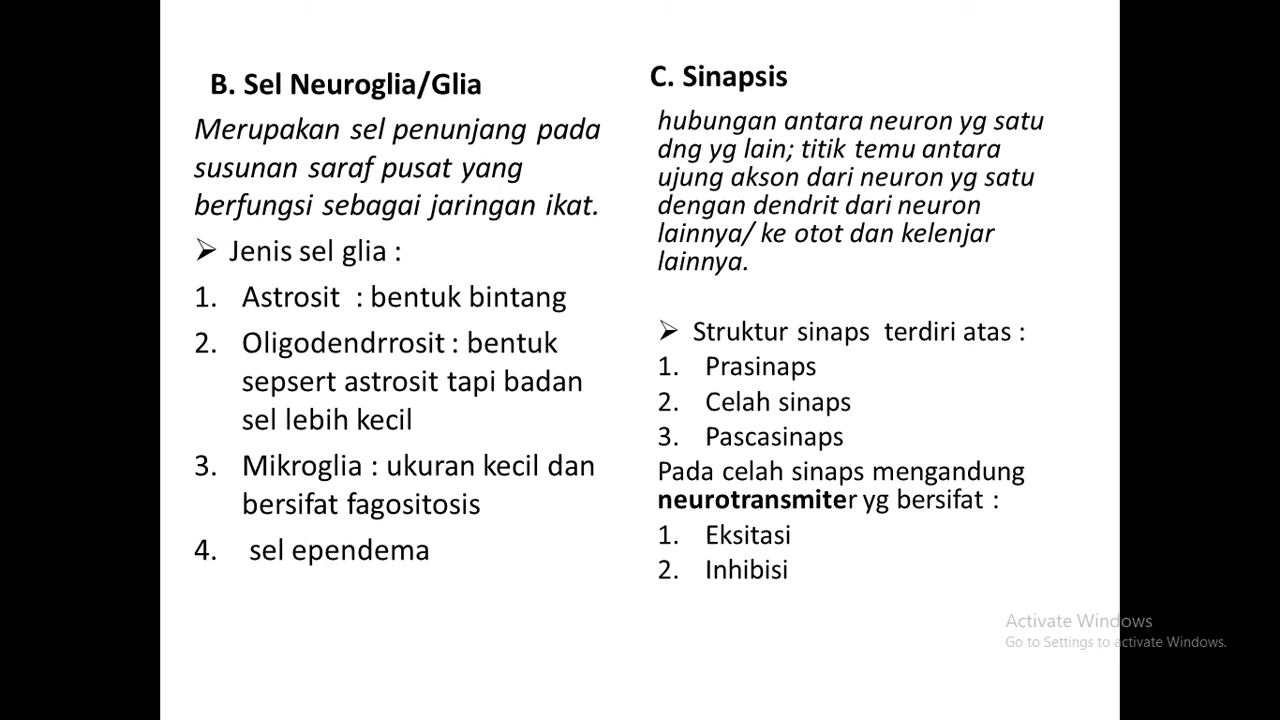 B. Sel Neuroglia/Glia
Merupakan sel penunjang pada
susunan saraf pusat yang
berfungsi sebagai jaringan ikat.
➢ Jenis sel glia :
1. Astrosit : bentuk bintang
2. Oligodendrrosit : bentuk
sepsert astrosit tapi badan
sel lebih kecil
3. Mikroglia : ukuran kecil dan
bersifat fagositosis
4. sel ependema
C. Sinapsis
hubungan antara neuron yg satu
dng yg lain; titik temu antara
ujung akson dari neuron yg satu
dengan dendrit dari neuron
lainnya/ ke otot dan kelenjar
lainnya.
➢ Struktur sinaps terdiri atas :
1. Prasinaps
2. Celah sinaps
3. Pascasinaps
Pada celah sinaps mengandung
neurotransmiter yg bersifat :
1. Eksitasi
2. Inhibisi
Activate Windows
Go to Settings to activate Windows.